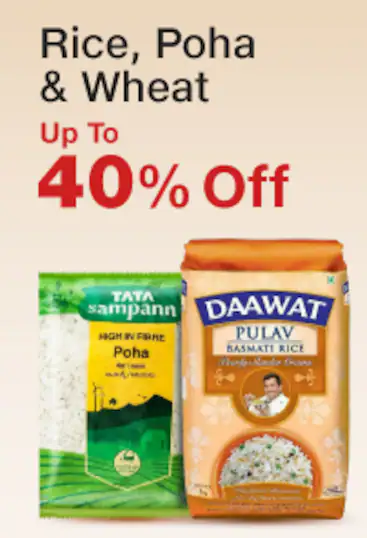 Rice, Poha
& Wheat
Up To
40% Off
TATA
sampann
HIGH IN FIBRE
Poha
DAAWAT
PULAV
BASMATI RICE